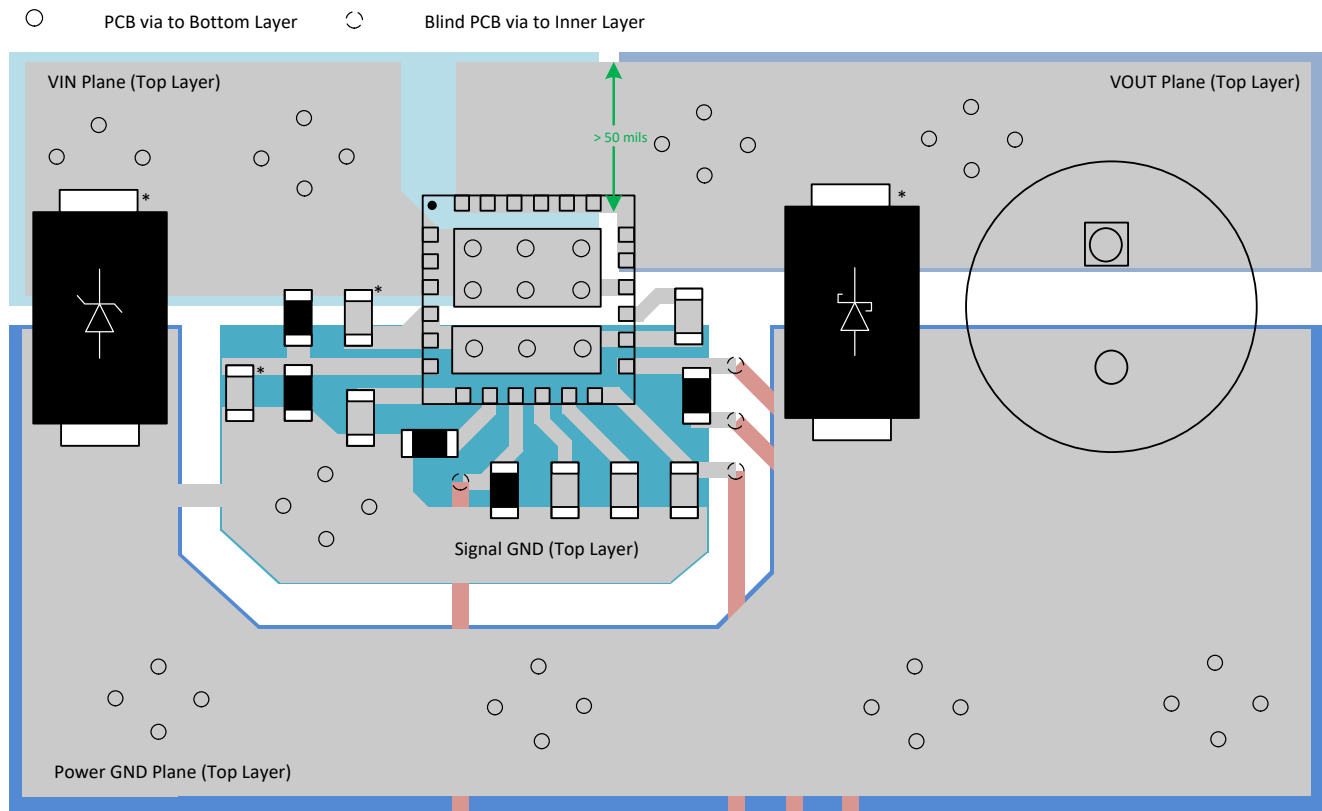 PCB via to Bottom Layer
Blind PCB via to Inner Layer
VIN Plane (Top Layer)
VOUT Plane (Top Layer)
> 50 mils
*
*
*
*
Signal GND (Top Layer)
Power GND Plane (Top Layer)